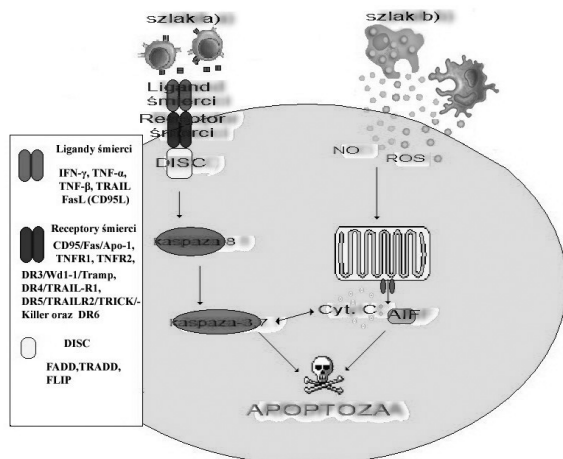 szlak a)
szlak b)
Ligand
śmierci
Receptor
śmierci
DISC
NO
ROS
kaspaza-8
kaspaza-3,7
Cyt. C
AIF
APOPTOZA
Ligandy śmierci
IFN-γ, TNF-α,
TNF-β, TRAIL
FasL (CD95L)
Receptory śmierci
CD95/Fas/Apo-1,
TNFR1, TNFR2,
DR3/Wd1-1/Tramp,
DR4/TRAIL-R1,
DR5/TRAILR2/TRICK/-
Killer oraz DR6
DISC
FADD,TRADD,
FLIP